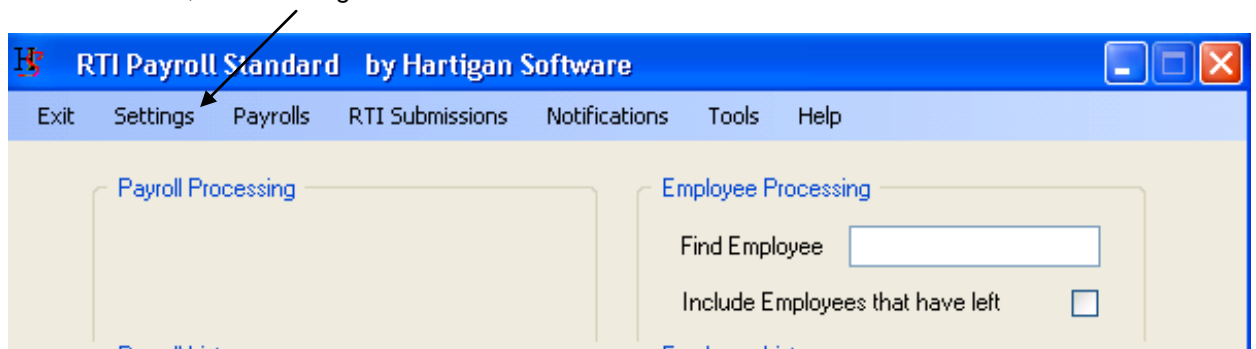 RTI Payroll Standard by Hartigan Software
Exit Settings Payrolls RTI Submissions Notifications Tools Help
Payroll Processing
Employee Processing
Find Employee
Include Employees that have left